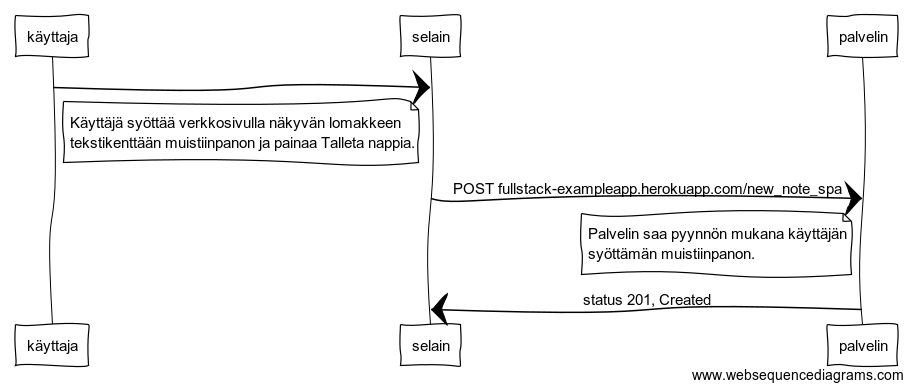 käyttaja
selain
palvelin
Käyttäjä syöttää verkkosivulla näkyvän lomakkeen
tekstikenttään muistiinpanon ja painaa Talleta nappia.
POST fullstack-exampleapp.herokuapp.com/new_note_spa
Palvelin saa pyynnön mukana käyttäjän
syöttämän muistiinpanon.
status 201, Created
käyttaja
selain
palvelin
www.websequencediagrams.com